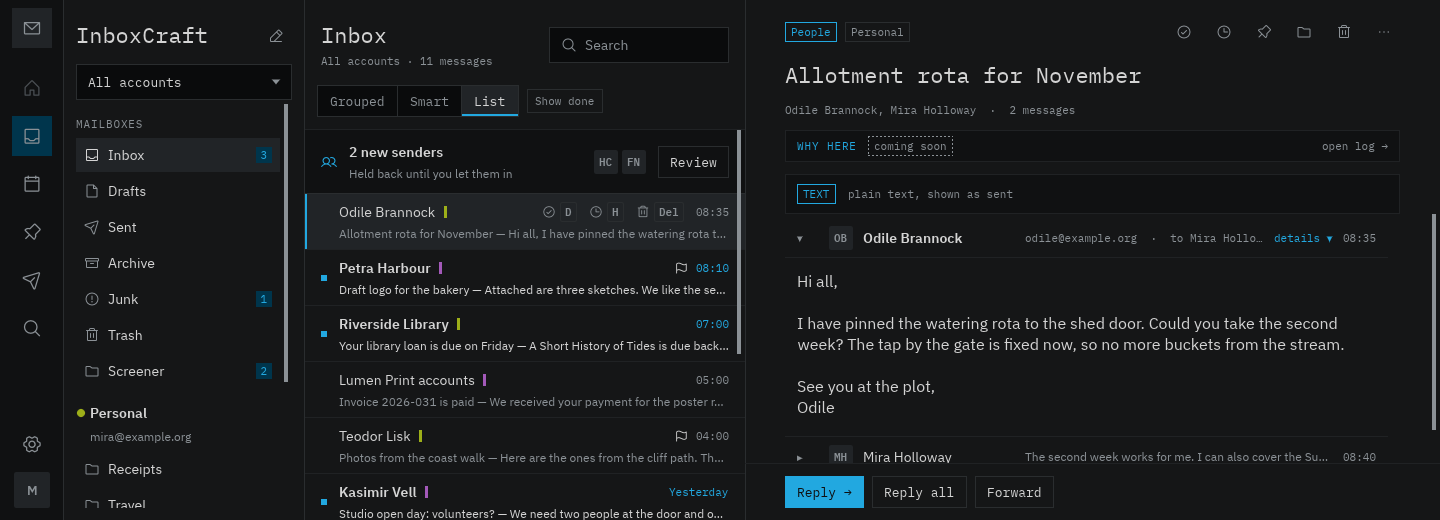 InboxCraft
All accounts
MAILBOXES
Inbox 3
Drafts
Sent
Archive
Junk 1
Trash
Screener 2
Personal
mira@example.org
Receipts
Travel
M
Inbox
All accounts · 11 messages
Search
Grouped Smart List Show done
2 new senders
Held back until you let them in
HC FN Review
Odile Brannock D H Del 08:35
Allotment rota for November — Hi all, I have pinned the watering rota t…
Petra Harbour 08:10
Draft logo for the bakery — Attached are three sketches. We like the se…
Riverside Library 07:00
Your library loan is due on Friday — A Short History of Tides is due back…
Lumen Print accounts 05:00
Invoice 2026-031 is paid — We received your payment for the poster r…
Teodor Lisk 04:00
Photos from the coast walk — Here are the ones from the cliff path. Th…
Kasimir Vell Yesterday
Studio open day: volunteers? — We need two people at the door and o…
People Personal
Allotment rota for November
Odile Brannock, Mira Holloway · 2 messages
WHY HERE coming soon open log →
TEXT plain text, shown as sent
▾ OB Odile Brannock odile@example.org · to Mira Hollo… details ▾ 08:35
Hi all,
I have pinned the watering rota to the shed door. Could you take the second
week? The tap by the gate is fixed now, so no more buckets from the stream.
See you at the plot,
Odile
▸ MH Mira Holloway The second week works for me. I can also cover the Su… 08:40
Reply → Reply all Forward